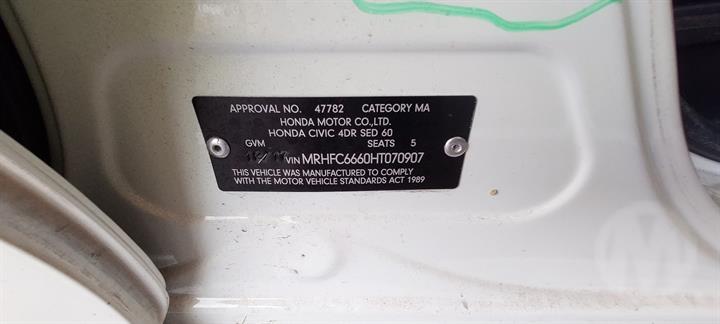 APPROVAL NO. 47782 CATEGORY MA
HONDA MOTOR CO.,LTD.
HONDA CIVIC 4DR SED 60
GVM SEATS 5
VIN MRHFC6660HT070907
THIS VEHICLE WAS MANUFACTURED TO COMPLY
WITH THE MOTOR VEHICLE STANDARDS ACT 1989
M